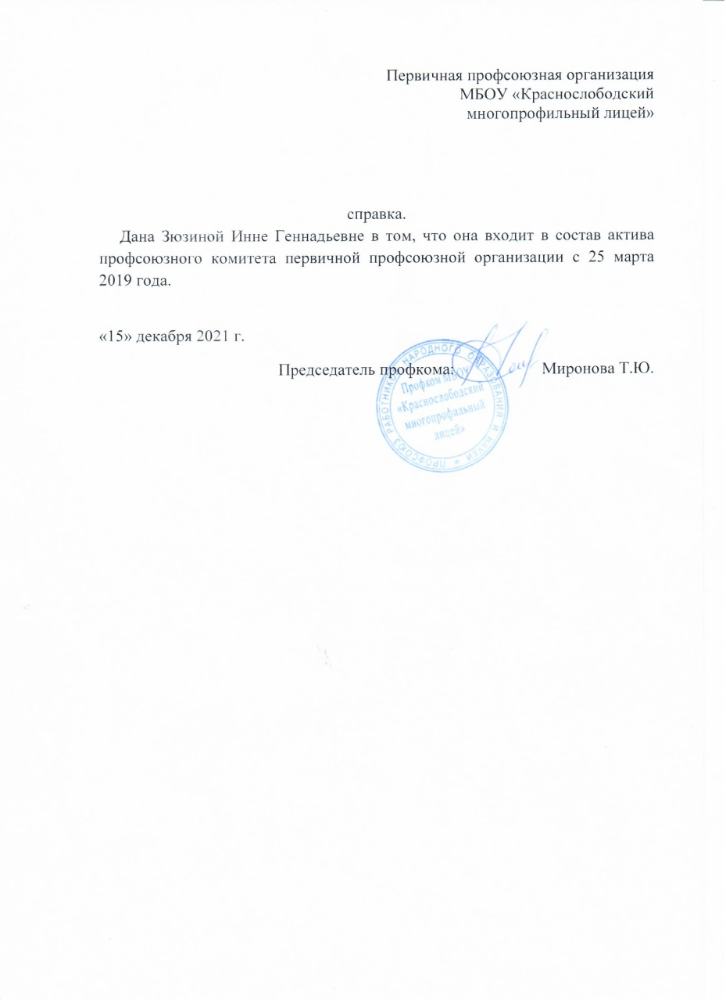 Первичная профсоюзная организация
МБОУ «Краснослободский
многопрофильный лицей»
справка.
Дана Зюзиной Инне Геннадьевне в том, что она входит в состав актива
профсоюзного комитета первичной профсоюзной организации с 25 марта
2019 года.
«15» декабря 2021 г.
Председатель профкома: Миронова Т.Ю.
ПРОФСОЮЗ РАБОТНИКОВ НАРОДНОГО ОБРАЗОВАНИЯ И НАУКИ
Профком МБОУ
«Краснослободский
многопрофильный
лицей»